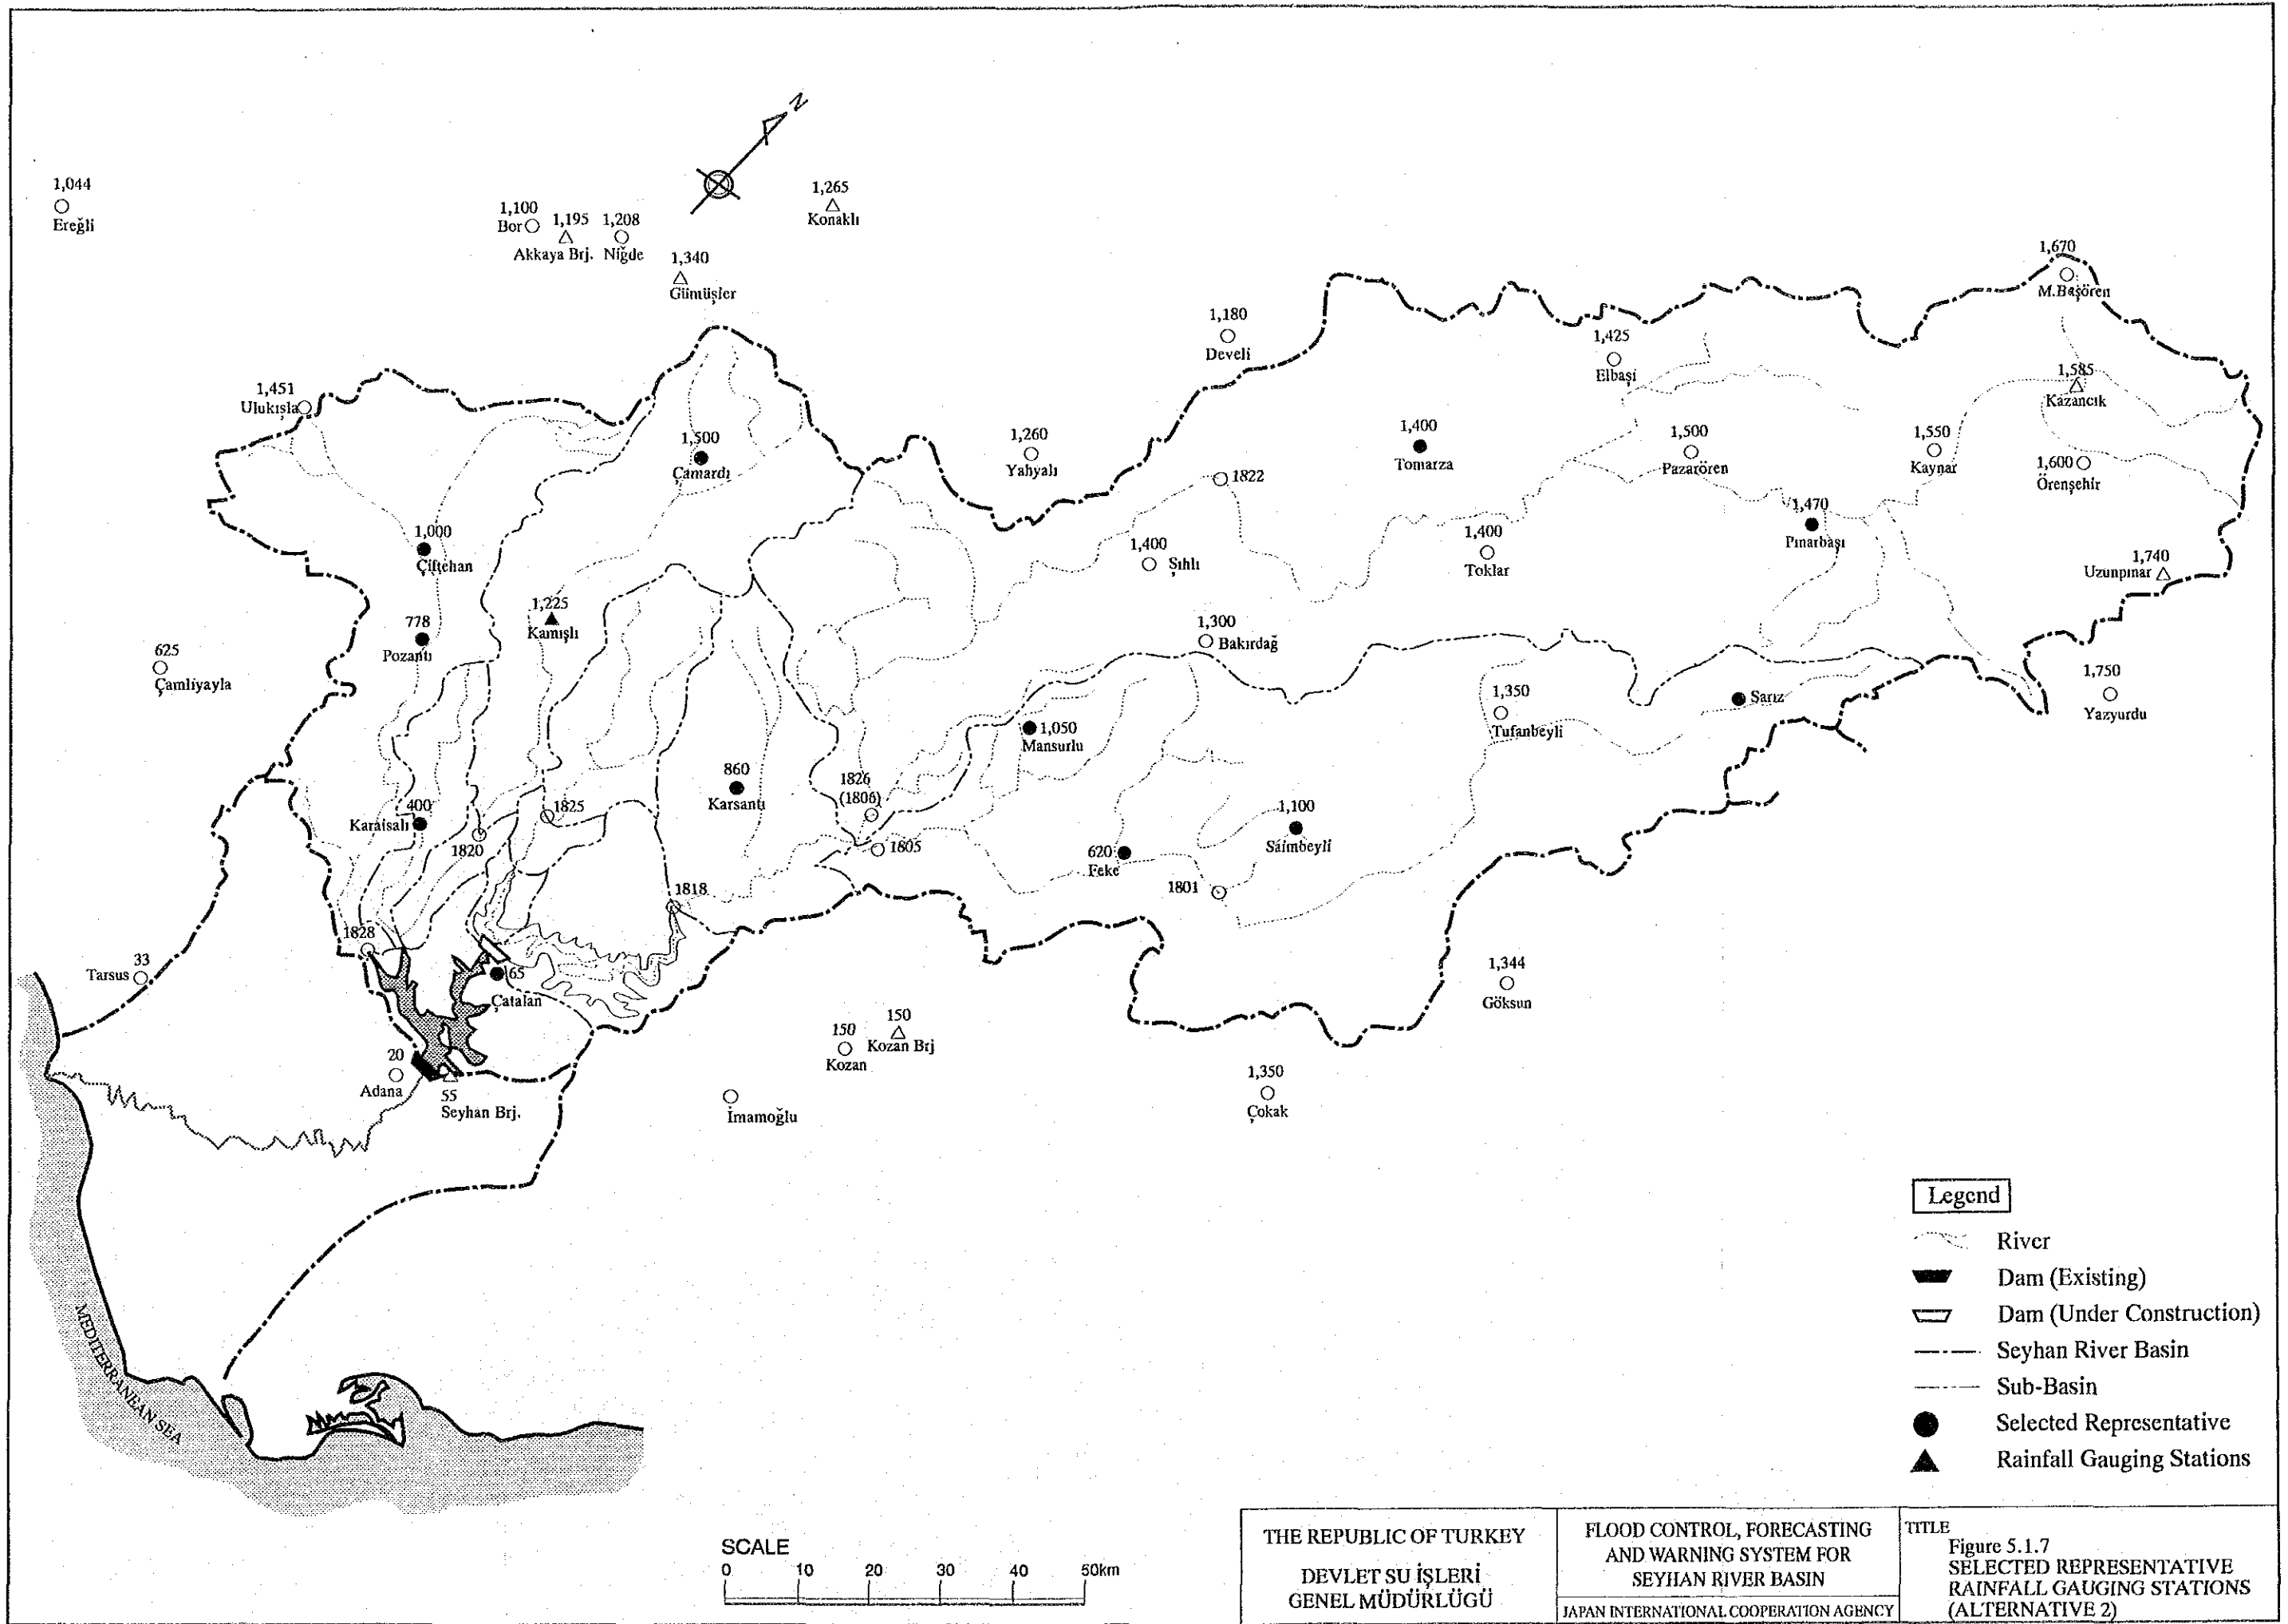 N
1,044
Ereğli
1,100
Bor
1,195
Akkaya Brj.
1,208
Niğde
1,265
Konaklı
1,340
Gümüşler
1,670
M.Başören
1,180
Develi
1,425
Elbaşi
1,585
Kazancık
1,451
Ulukışla
1,500
Çamardı
1,260
Yahyalı
1822
1,400
Tomarza
1,500
Pazarören
1,550
Kaynar
1,600
Örenşehir
1,000
Çiftehan
1,400
Şıhlı
1,400
Toklar
1,470
Pınarbaşı
1,740
Uzunpınar
1,225
Kamışlı
778
Pozantı
625
Çamlıyayla
1,300
Bakırdağ
1,750
Yazyurdu
1,350
Tufanbeyli
Sarız
1,050
Mansurlu
860
Karsantı
1826
(1806)
400
Karaisalı
1825
1820
1805
1,100
Saimbeyli
620
Feke
1801
1818
1828
33
Tarsus
65
Çatalan
1,344
Göksun
150
Kozan
150
Kozan Brj
20
Adana
55
Seyhan Brj.
İmamoğlu
1,350
Çokak
MEDITERRANEAN SEA
Legend
River
Dam (Existing)
Dam (Under Construction)
Seyhan River Basin
Sub-Basin
Selected Representative
Rainfall Gauging Stations
SCALE
0 10 20 30 40 50km
THE REPUBLIC OF TURKEY
DEVLET SU İŞLERİ
GENEL MÜDÜRLÜGÜ
FLOOD CONTROL, FORECASTING
AND WARNING SYSTEM FOR
SEYHAN RIVER BASIN
JAPAN INTERNATIONAL COOPERATION AGENCY
TITLE
Figure 5.1.7
SELECTED REPRESENTATIVE
RAINFALL GAUGING STATIONS
(ALTERNATIVE 2)